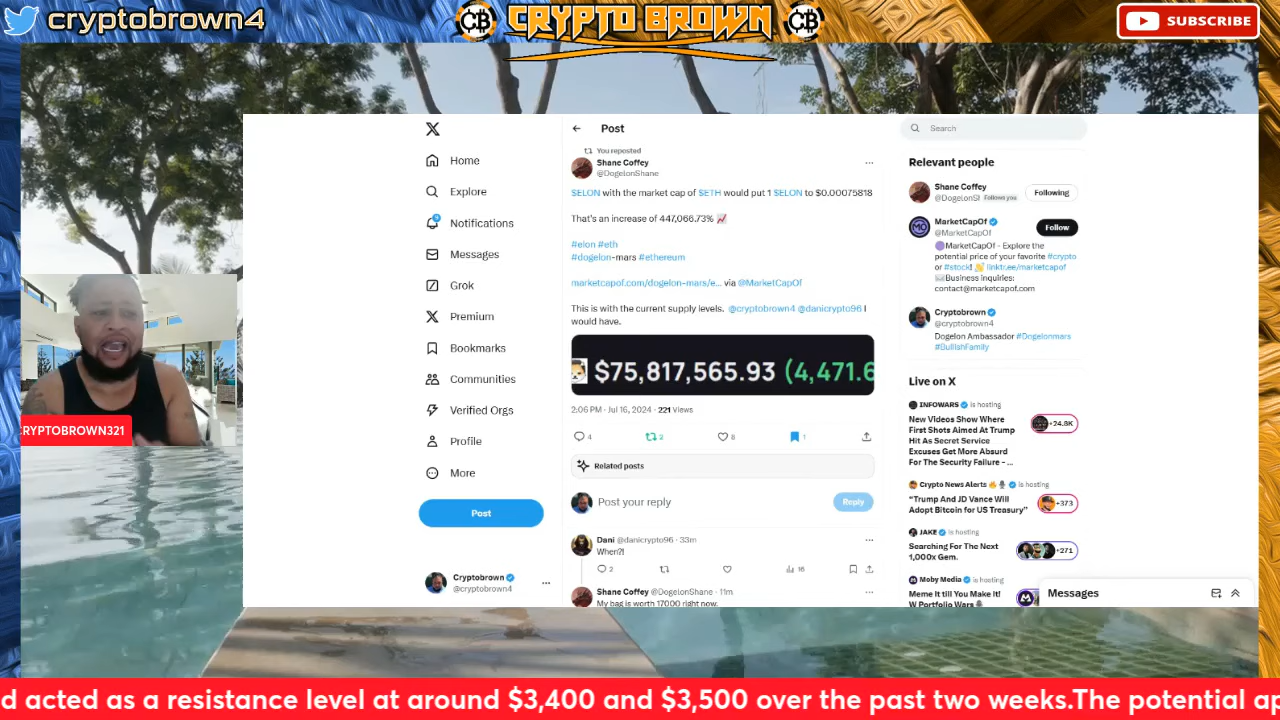 cryptobrown4
CB
CRYPTO BROWN
CB
SUBSCRIBE
Post
Search
Home
Explore
Notifications
Messages
Grok
Premium
Bookmarks
Communities
Verified Orgs
Profile
More
Post
Cryptobrown
@cryptobrown4
RYPTOBROWN321
You reposted
Shane Coffey
@DogelonShane
$ELON with the market cap of $ETH would put 1 $ELON to $0.00075818
That's an increase of 447,066.73% 📈
#elon #eth
#dogelon-mars #ethereum
marketcapof.com/dogelon-mars/e... via @MarketCapOf
This is with the current supply levels. @cryptobrown4 @danicrypto96 I
would have.
$75,817,565.93 (4,471.6
2:06 PM · Jul 16, 2024 · 221 Views
4
2
8
1
Related posts
Post your reply
Reply
Dani @danicrypto96 · 33m
When?!
2
16
Shane Coffey @DogelonShane · 11m
My bag is worth 17000 right now.
Relevant people
Shane Coffey
@DogelonSh Follows you
Following
MarketCapOf
@MarketCapOf
Follow
🟣MarketCapOf - Explore the
potential price of your favorite #crypto
or #stock! 👋 linktr.ee/marketcapof
✉️Business inquiries:
contact@marketcapof.com
Cryptobrown
@cryptobrown4
Dogelon Ambassador #Dogelonmars
#BullishFamily
Live on X
INFOWARS is hosting
New Videos Show Where
First Shots Aimed At Trump
Hit As Secret Service
Excuses Get More Absurd
For The Security Failure - ...
+24.8K
Crypto News Alerts 🔥🎙 is hosting
“Trump And JD Vance Will
Adopt Bitcoin for US Treasury”
+373
JAKE is hosting
Searching For The Next
1,000x Gem.
+271
Moby Media is hosting
Meme It till You Make It!
W Portfolio Wars 🎙
Messages
d acted as a resistance level at around $3,400 and $3,500 over the past two weeks.The potential ap